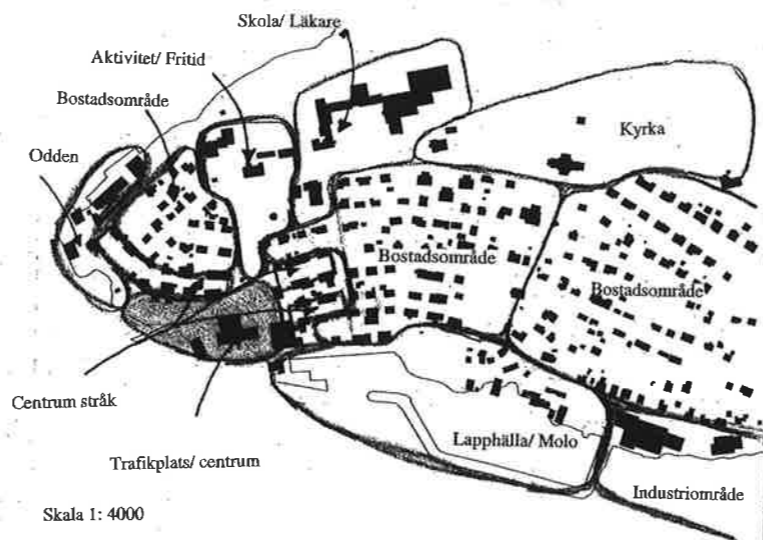 Skola/ Läkare
Aktivitet/ Fritid
Bostadsområde
Odden
Kyrka
Bostadsområde
Bostadsområde
Centrum stråk
Lapphälla/ Molo
Trafikplats/ centrum
Industriområde
Skala 1: 4000